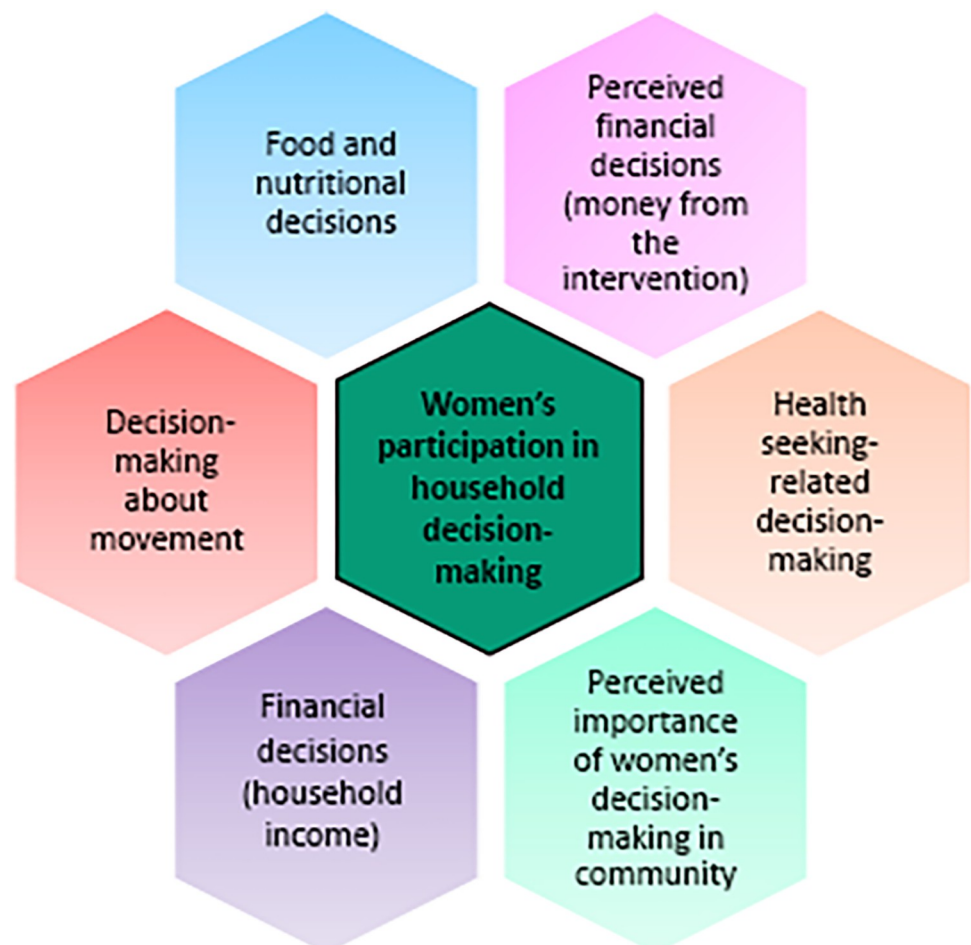 Food and
nutritional
decisions
Perceived
financial
decisions
(money from
the
intervention)
Decision-
making
about
movement
Women's
participation in
household
decision-
making
Health
seeking-
related
decision-
making
Financial
decisions
(household
income)
Perceived
importance
of women's
decision-
making in
community